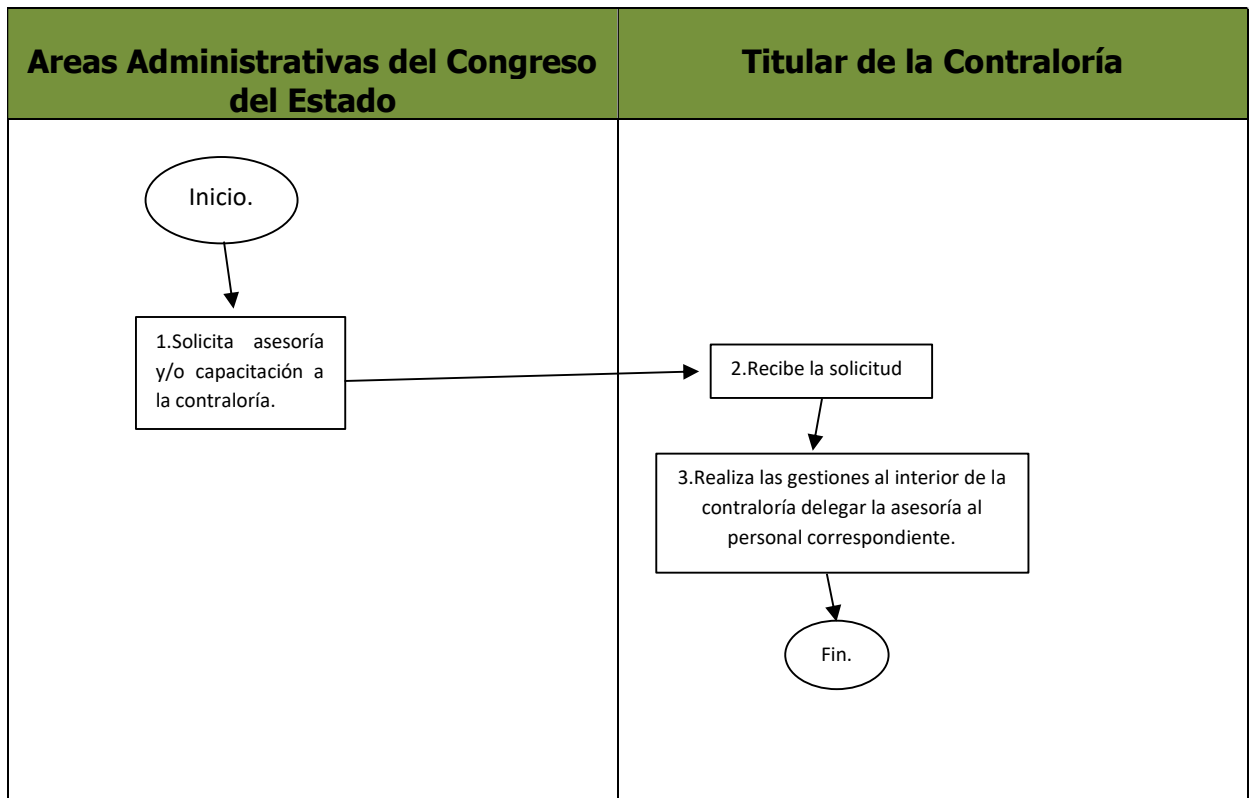 Areas Administrativas del Congreso
del Estado
Titular de la Contraloría
Inicio.
1.Solicita asesoría
y/o capacitación a
la contraloría.
2.Recibe la solicitud
3.Realiza las gestiones al interior de la
contraloría delegar la asesoría al
personal correspondiente.
Fin.